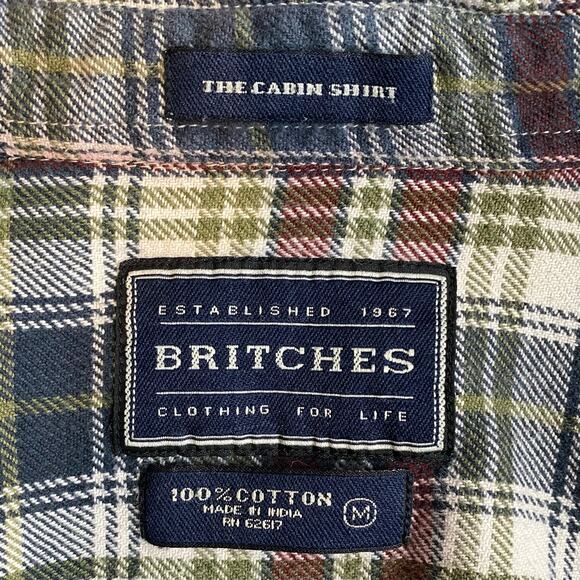 THE CABIN SHIRT
ESTABLISHED 1967
BRITCHES
CLOTHING FOR LIFE
100% COTTON
MADE IN INDIA
RN 62617
M